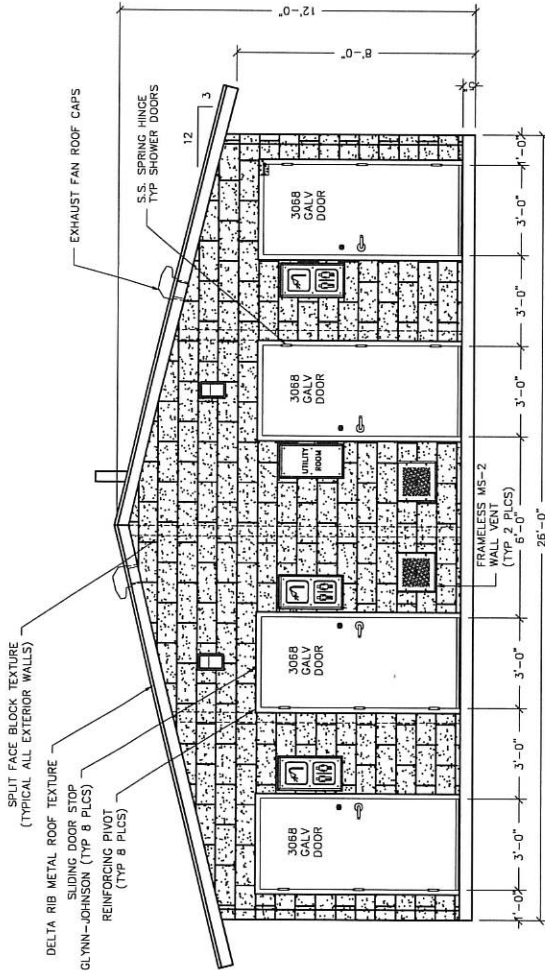 SPLIT FACE BLOCK TEXTURE
(TYPICAL ALL EXTERIOR WALLS)
DELTA RIB METAL ROOF TEXTURE
SLIDING DOOR STOP
GLYNN-JOHNSON (TYP 8 PLCS)
REINFORCING PIVOT
(TYP 8 PLCS)
EXHAUST FAN ROOF CAPS
12
3
S.S. SPRING HINGE
TYP SHOWER DOORS
12'-0"
8'-0"
5"
3068
GALV
DOOR
3068
GALV
DOOR
UTILITY
ROOM
3068
GALV
DOOR
3068
GALV
DOOR
FRAMELESS MS-2
WALL VENT
(TYP 2 PLCS)
1'-0"
3'-0"
3'-0"
3'-0"
6'-0"
3'-0"
3'-0"
3'-0"
1'-0"
26'-0"